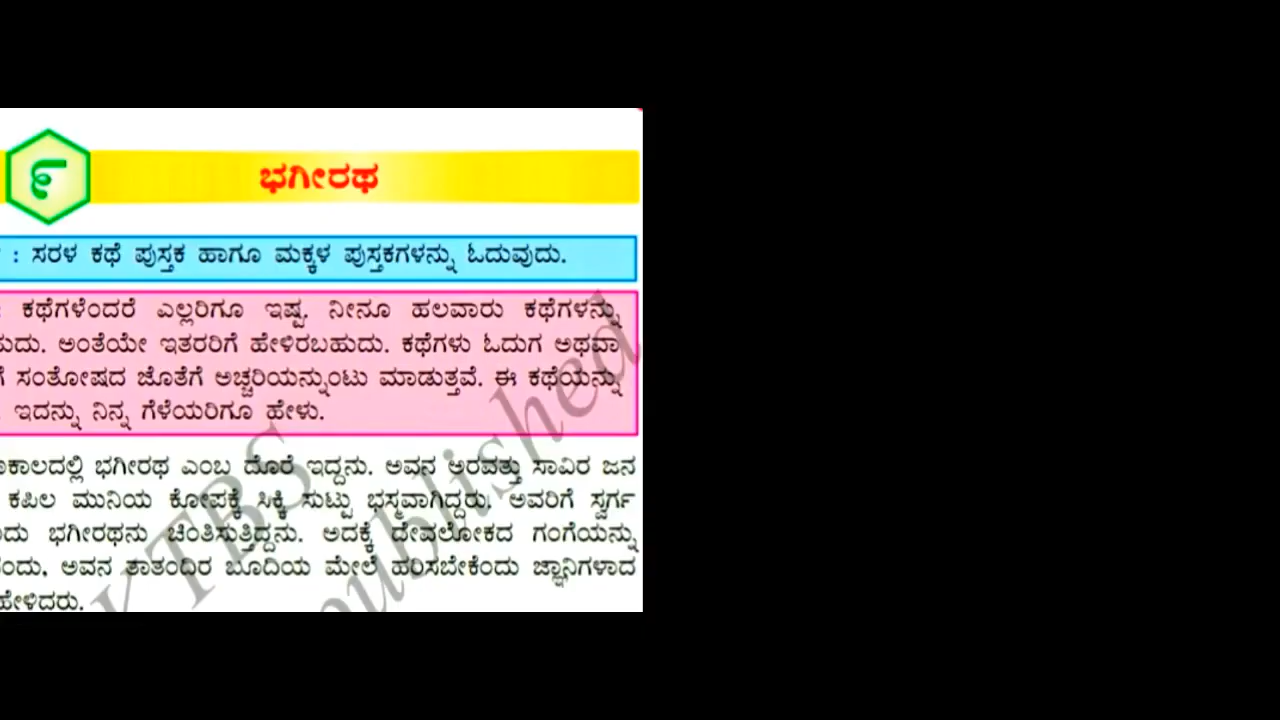 ೯
ಭಗೀರಥ
: ಸರಳ ಕಥೆ ಪುಸ್ತಕ ಹಾಗೂ ಮಕ್ಕಳ ಪುಸ್ತಕಗಳನ್ನು ಓದುವುದು.
: ಕಥೆಗಳೆಂದರೆ ಎಲ್ಲರಿಗೂ ಇಷ್ಟ. ನೀನೂ ಹಲವಾರು ಕಥೆಗಳನ್ನು
ಅಂತೆಯೇ ಇತರರಿಗೆ ಹೇಳಿರಬಹುದು. ಕಥೆಗಳು ಓದುಗ ಅಥವಾ
ಸಂತೋಷದ ಜೊತೆಗೆ ಅಚ್ಚರಿಯನ್ನುಂಟು ಮಾಡುತ್ತವೆ. ಈ ಕಥೆಯನ್ನು
ಇದನ್ನು ನಿನ್ನ ಗೆಳೆಯರಿಗೂ ಹೇಳು.
ಭಗೀರಥ ಎಂಬ ದೊರೆ ಇದ್ದನು. ಅವನ ಅರವತ್ತು ಸಾವಿರ ಜನ
ಕಪಿಲ ಮುನಿಯ ಕೋಪಕ್ಕೆ ಸಿಕ್ಕಿ ಸುಟ್ಟು ಭಸ್ಮವಾಗಿದ್ದರು. ಅವರಿಗೆ ಸ್ವರ್ಗ
ಭಗೀರಥನು ಚಿಂತಿಸುತ್ತಿದ್ದನು. ಅದಕ್ಕೆ ದೇವಲೋಕದ ಗಂಗೆಯನ್ನು
ಅವನ ತಾತಂದಿರ ಬೂದಿಯ ಮೇಲೆ ಹರಿಸಬೇಕೆಂದು ಜ್ಞಾನಿಗಳಾದ
ಹೇಳಿದರು.
KTBS
published